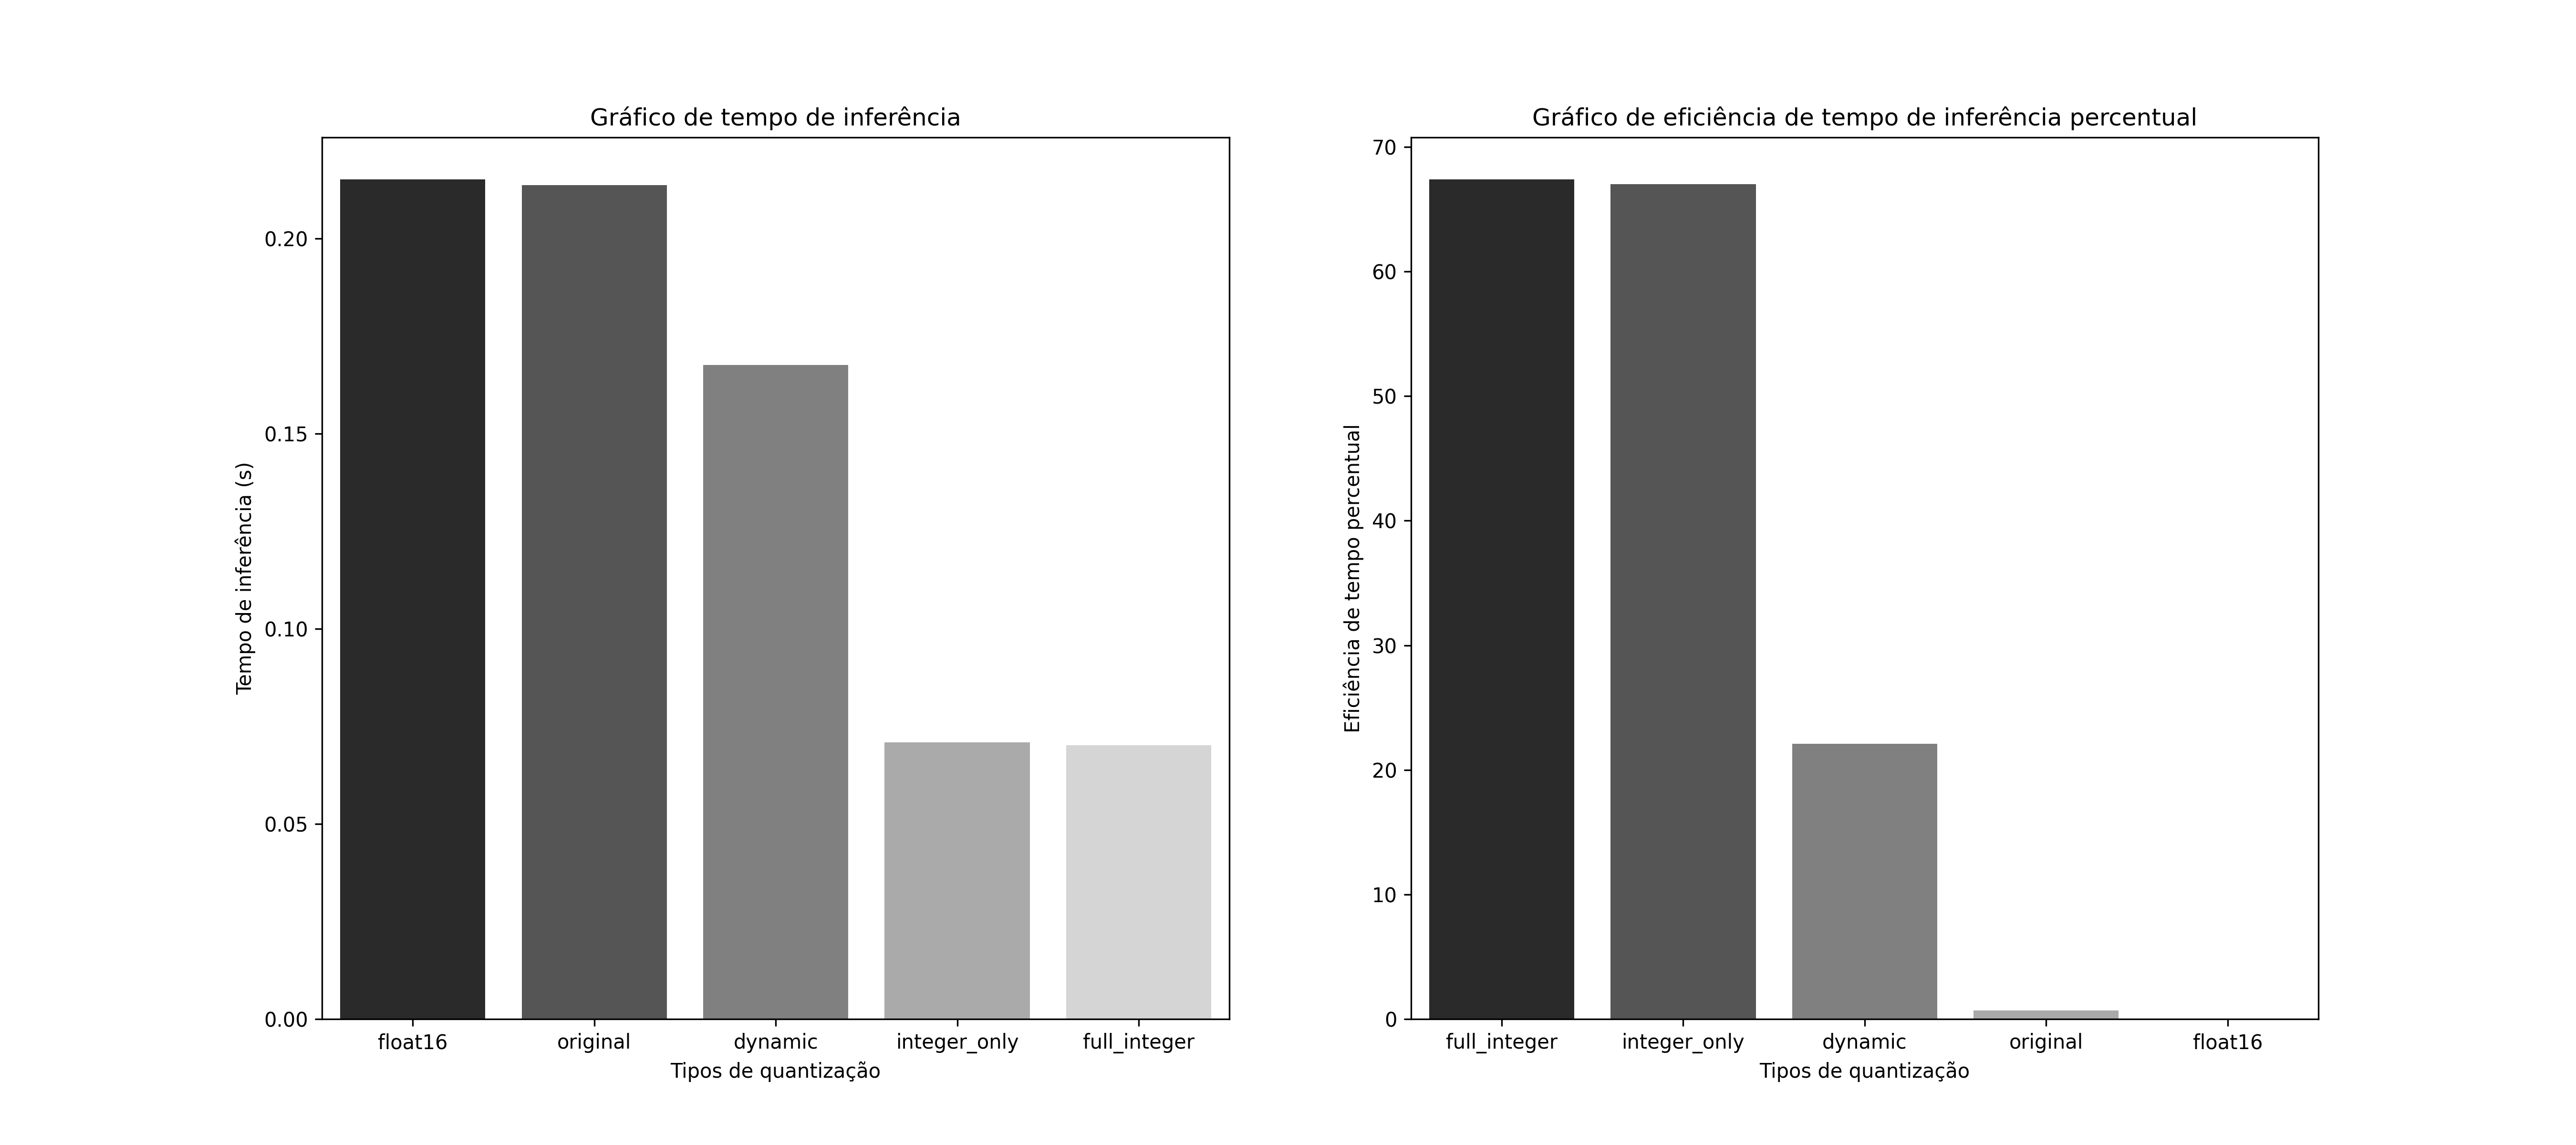 Gráfico de tempo de inferência
Tempo de inferência (s)
0.20
0.15
0.10
0.05
0.00
float16 original dynamic integer_only full_integer
Tipos de quantização
Gráfico de eficiência de tempo de inferência percentual
Eficiência de tempo percentual
70
60
50
40
30
20
10
0
full_integer integer_only dynamic original float16
Tipos de quantização